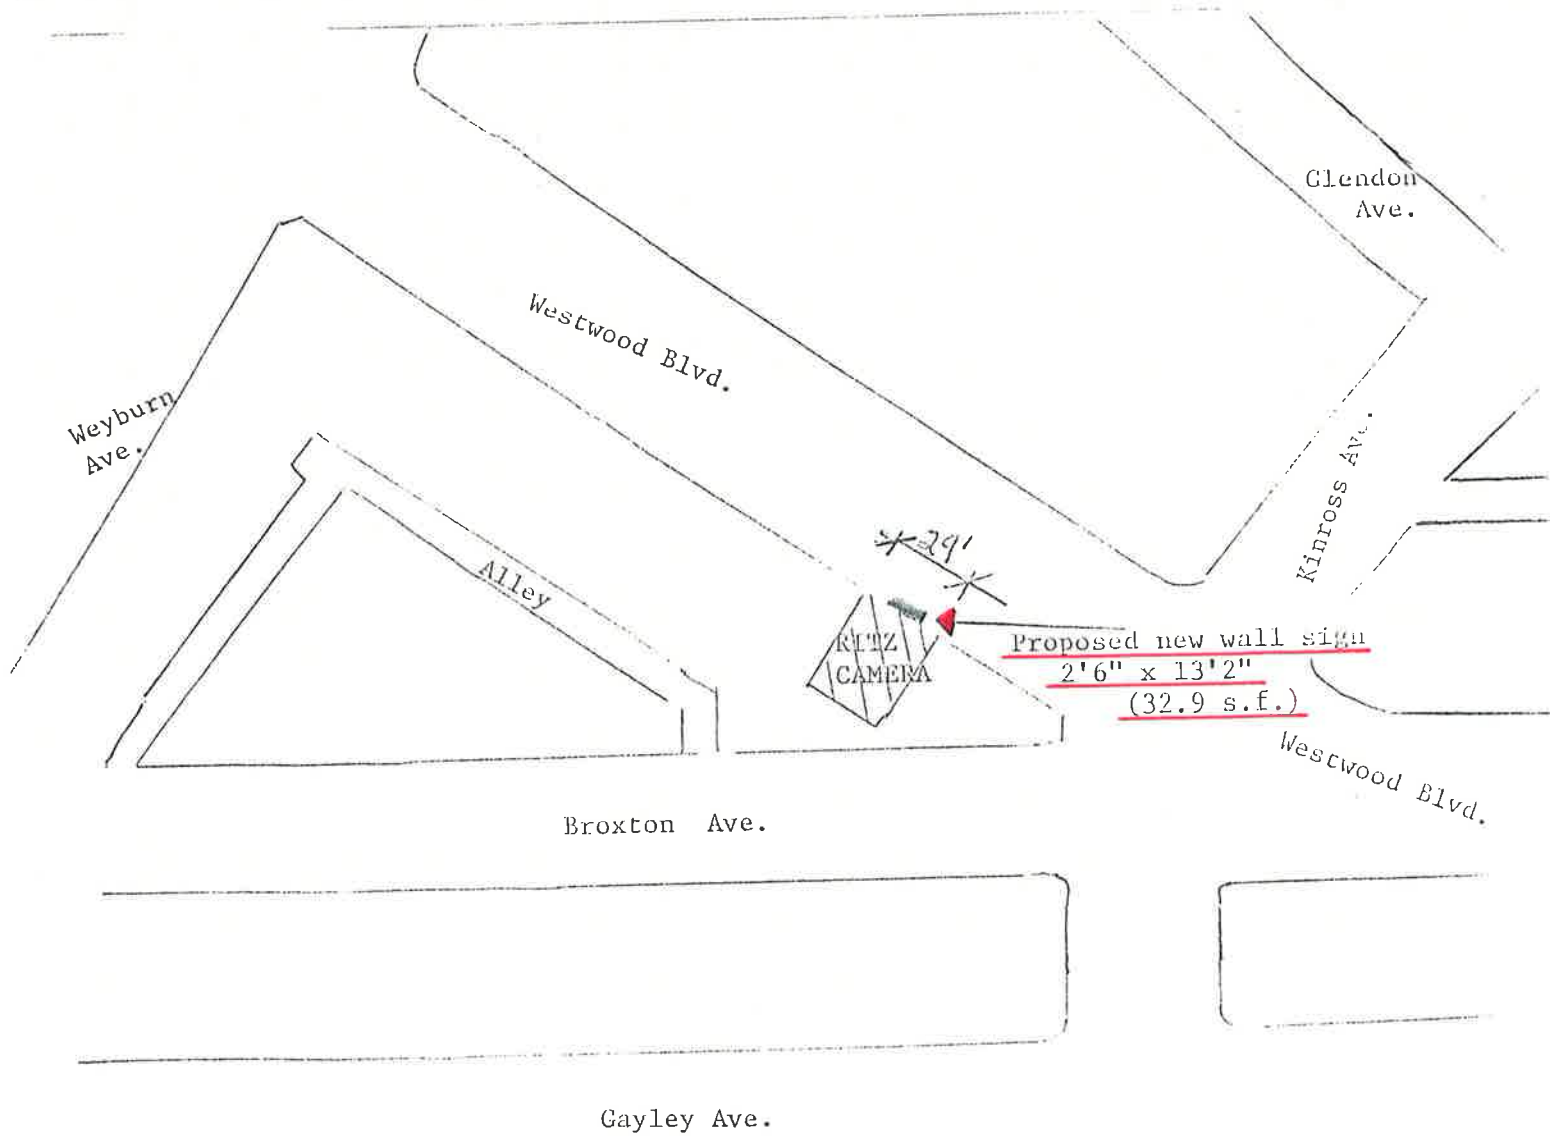 Glendon
Ave.
Westwood Blvd.
Weyburn
Ave.
Kinross Ave.
29'
Alley
RITZ
CAMERA
Proposed new wall sign
2'6" x 13'2"
(32.9 s.f.)
Westwood Blvd.
Broxton Ave.
Gayley Ave.